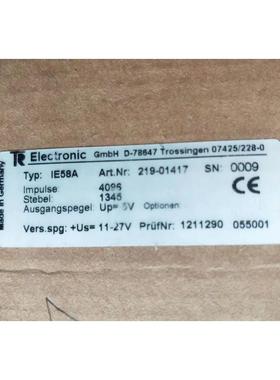 Made in Germany
TR Electronic GmbH D-78647 Trossingen 07425/228-0
Typ: IE58A Art.Nr: 219-01417 SN: 0009
Impulse: 4096
Stebel: 1345
Ausgangspegel: Up= 5V Optionen:
CE
Vers.spg: +Us= 11-27V PrüfNr: 1211290 055001